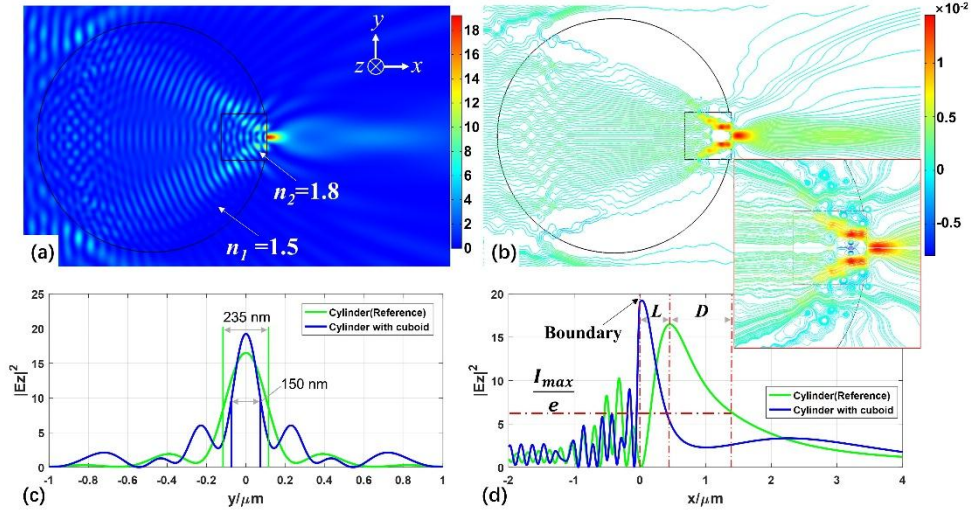 (a)
y
z
x
n2=1.8
n1=1.5
18
16
14
12
10
8
6
4
2
0
(b)
×10-2
1
0.5
0
-0.5
(c)
25
20
15
10
5
0
|Ez|2
235 nm
150 nm
Cylinder(Reference)
Cylinder with cuboid
-1 -0.8 -0.6 -0.4 -0.2 0 0.2 0.4 0.6 0.8 1
y/μm
(d)
20
15
10
5
0
|Ez|2
Boundary
L
D
Imax
e
Cylinder(Reference)
Cylinder with cuboid
-2 -1 0 1 2 3 4
x/μm